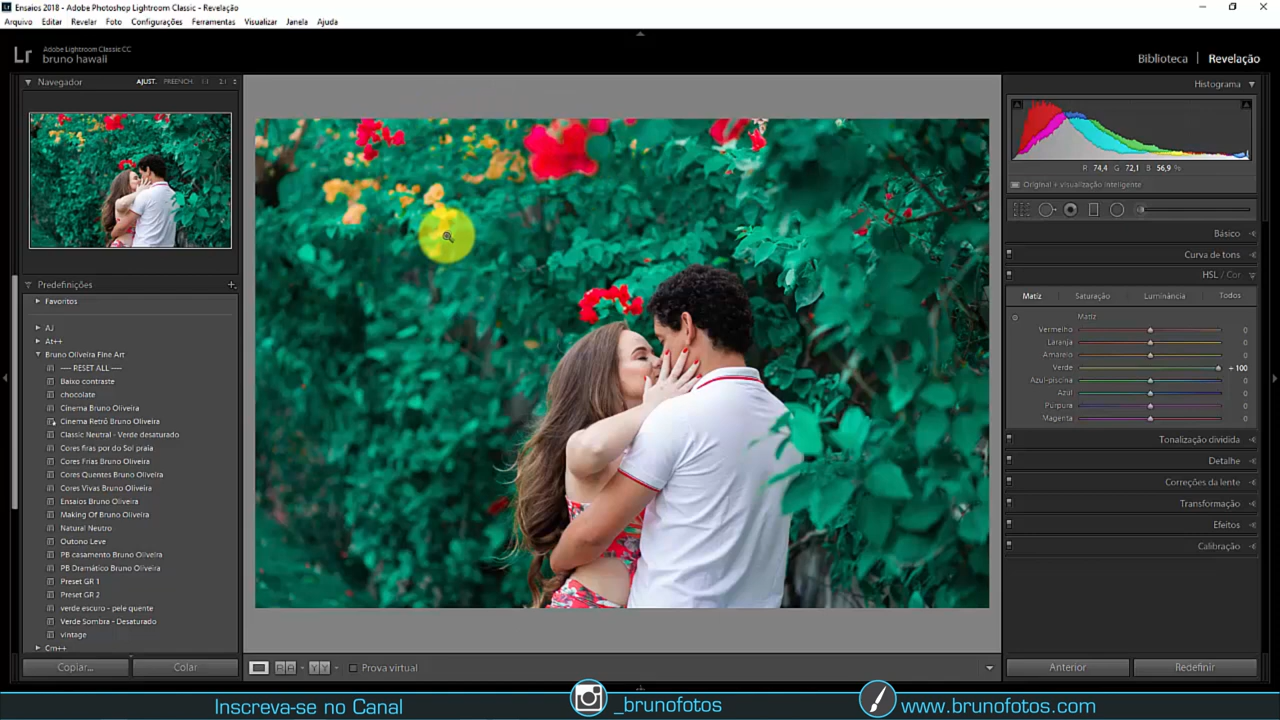 Ensaios 2018 - Adobe Photoshop Lightroom Classic - Revelação
Arquivo Editar Revelar Foto Configurações Ferramentas Visualizar Janela Ajuda
Lr
Adobe Lightroom Classic CC
bruno hawaii
Biblioteca | Revelação
Navegador AJUST. PREENCH. 1:1 2:1
Histograma
R 74,4 G 72,1 B 56,9 %
Original + visualização inteligente
Básico
Curva de tons
HSL / Cor
Matiz Saturação Luminância Todos
Matiz
Vermelho 0
Laranja 0
Amarelo 0
Verde +100
Azul-piscina 0
Azul 0
Púrpura 0
Magenta 0
Tonalização dividida
Detalhe
Correções da lente
Transformação
Efeitos
Calibração
Predefinições
Favoritos
AJ
At++
Bruno Oliveira Fine Art
---- RESET ALL ----
Baixo contraste
chocolate
Cinema Bruno Oliveira
Cinema Retrô Bruno Oliveira
Classic Neutral - Verde desaturado
Cores firas por do Sol praia
Cores Frias Bruno Oliveira
Cores Quentes Bruno Oliveira
Cores Vivas Bruno Oliveira
Ensaios Bruno Oliveira
Making Of Bruno Oliveira
Natural Neutro
Outono Leve
PB casamento Bruno Oliveira
PB Dramático Bruno Oliveira
Preset GR 1
Preset GR 2
verde escuro - pele quente
Verde Sombra - Desaturado
vintage
Cm++
Copiar... Colar
Prova virtual
Anterior Redefinir
Inscreva-se no Canal
_brunofotos
www.brunofotos.com